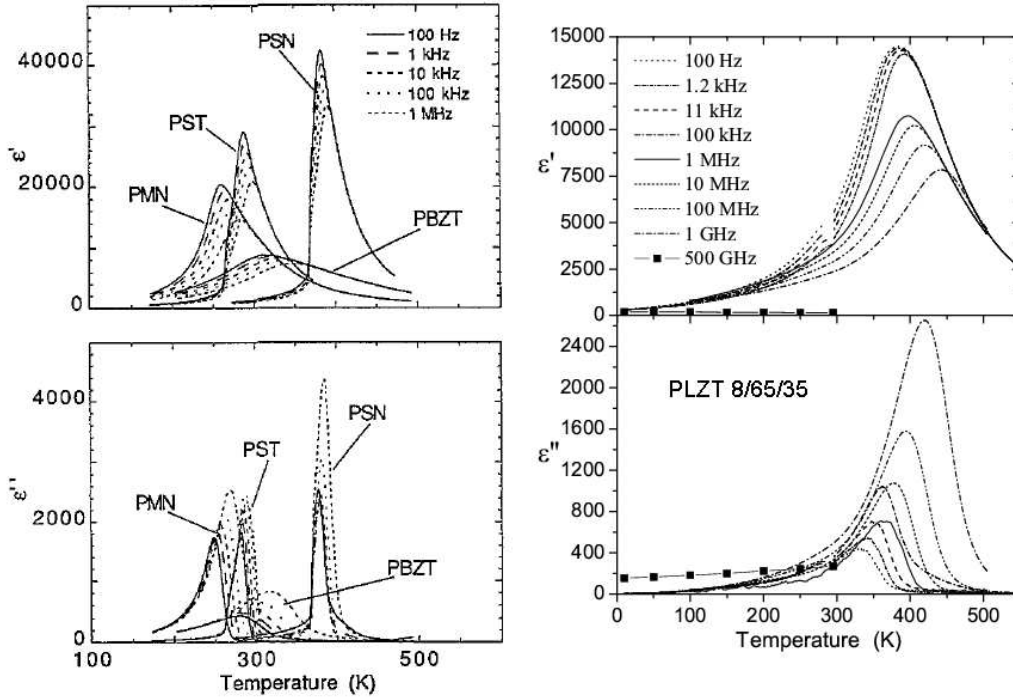 40000
20000
0
ε'
PSN
PST
PMN
PBZT
100 Hz
1 kHz
10 kHz
100 kHz
1 MHz
4000
2000
0
ε''
PSN
PST
PMN
PBZT
100 300 500
Temperature (K)
15000
12500
10000
7500
5000
2500
0
ε'
100 Hz
1.2 kHz
11 kHz
100 kHz
1 MHz
10 MHz
100 MHz
1 GHz
500 GHz
2400
2000
1600
1200
800
400
0
ε"
PLZT 8/65/35
0 100 200 300 400 500
Temperature (K)